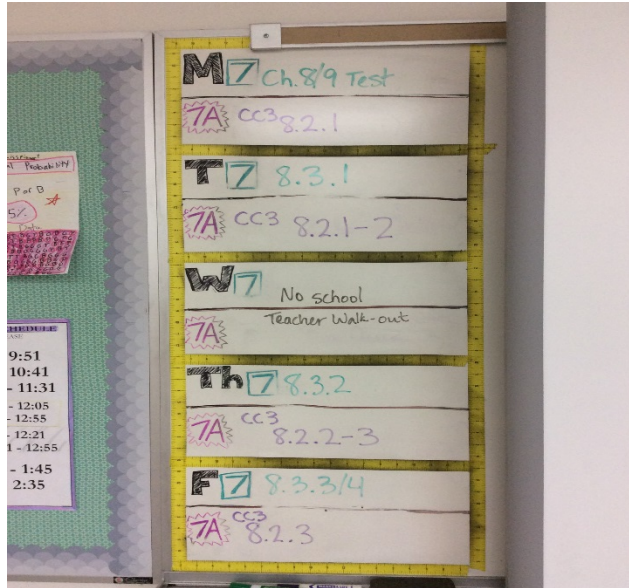 Probability
P or B
5%
SCHEDULE
9:51
10:41
- 11:31
- 12:05
- 12:55
- 12:21
1 - 12:55
- 1:45
2:35
M 7 Ch. 8/9 Test
7A CC3 8.2.1
T 7 8.3.1
7A CC3 8.2.1-2
W 7 No school
7A Teacher Walk-out
Th 7 8.3.2
7A CC3 8.2.2-3
F 7 8.3.3/4
7A CC3 8.2.3